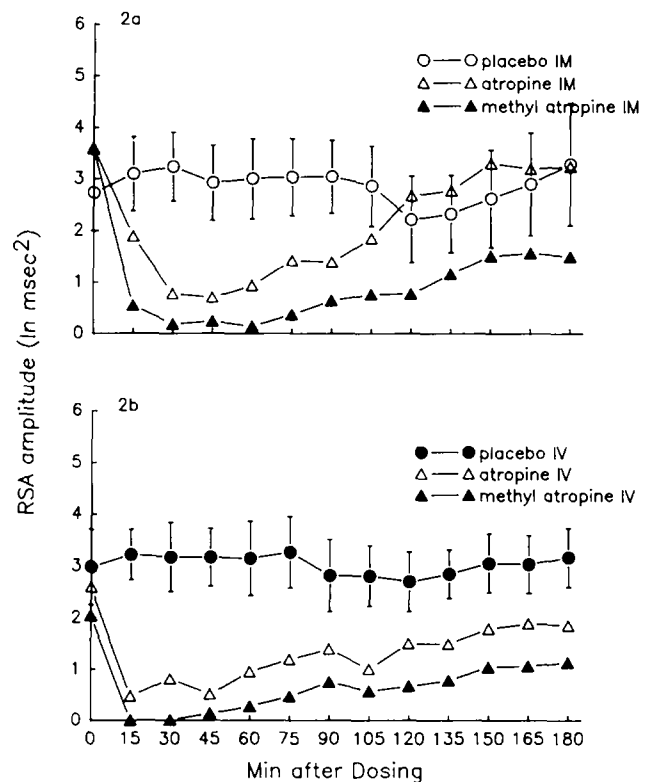 2a
6
5
4
3
2
1
0
placebo IM
atropine IM
methyl atropine IM
RSA amplitude (ln msec²)
2b
6
5
4
3
2
1
0
placebo IV
atropine IV
methyl atropine IV
0 15 30 45 60 75 90 105 120 135 150 165 180
Min after Dosing